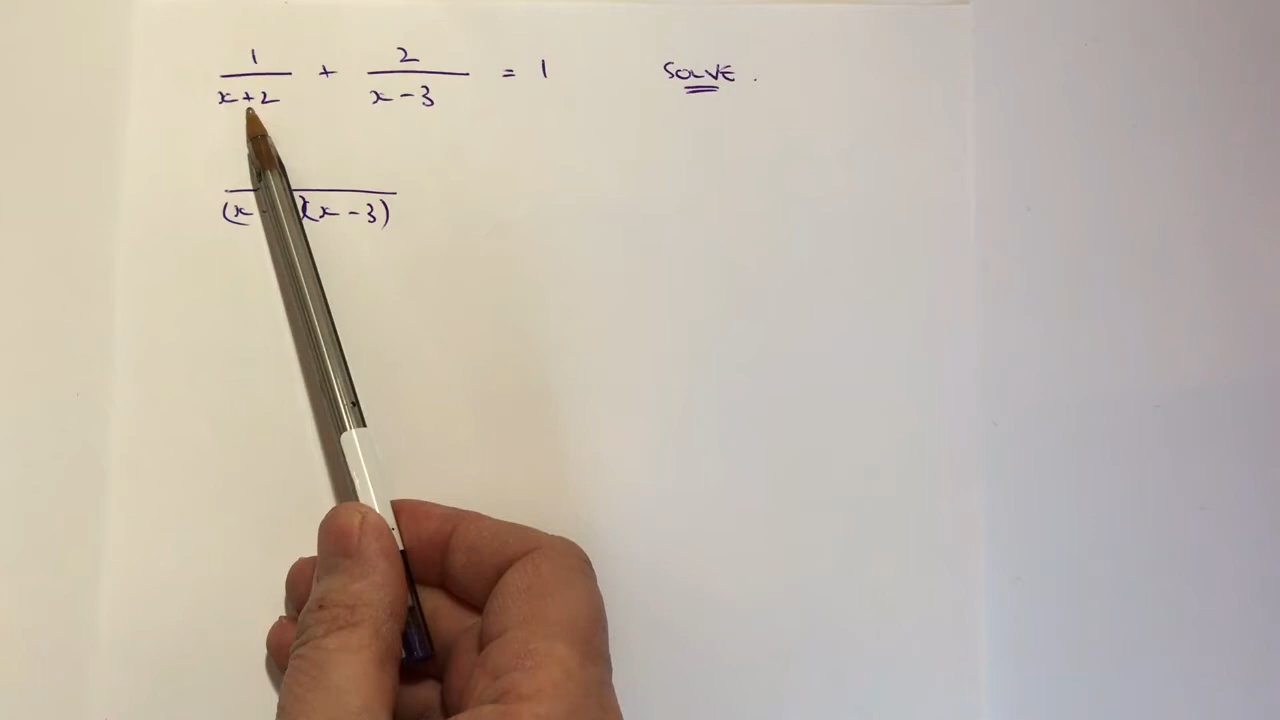 1 2
— + — = 1 SOLVE.
x+2 x-3
(x )(x-3)